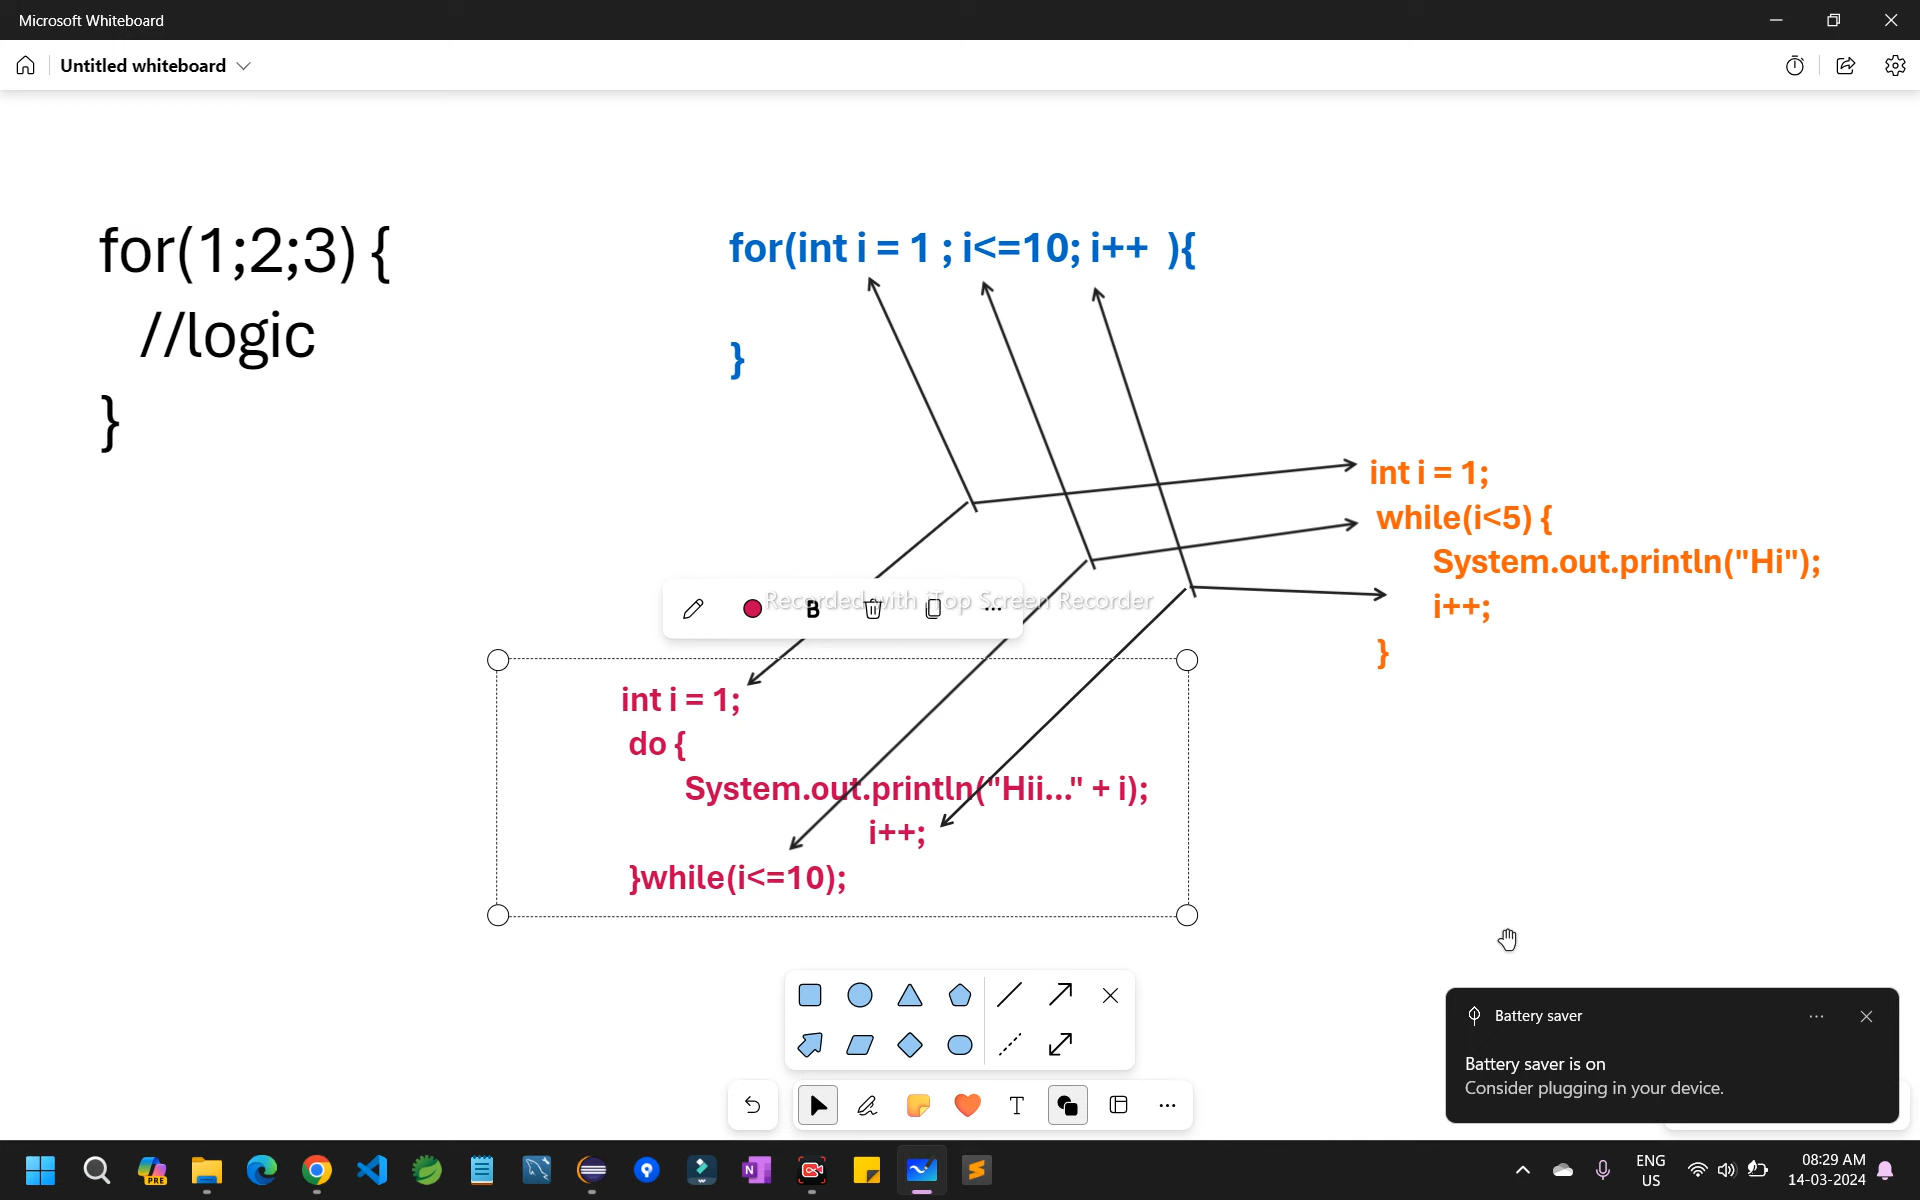 Microsoft Whiteboard
Untitled whiteboard
for(1;2;3) {
//logic
}
for(int i = 1 ; i<=10; i++ ){
}
int i = 1;
while(i<5) {
System.out.println("Hi");
i++;
}
Recorded with iTop Screen Recorder
B
int i = 1;
do {
System.out.println("Hii..." + i);
i++;
}while(i<=10);
Battery saver
Battery saver is on
Consider plugging in your device.
T
PRE
N
S
ENG
US
08:29 AM
14-03-2024